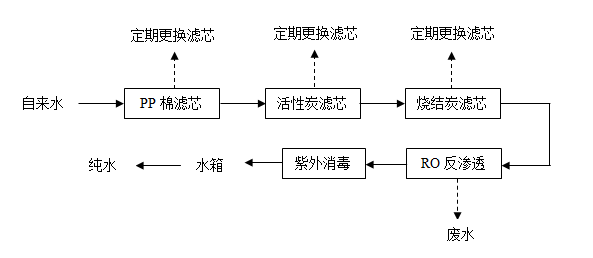 定期更换滤芯 定期更换滤芯 定期更换滤芯
自来水 PP 棉滤芯 活性炭滤芯 烧结炭滤芯
纯水 水箱 紫外消毒 RO 反渗透
废水